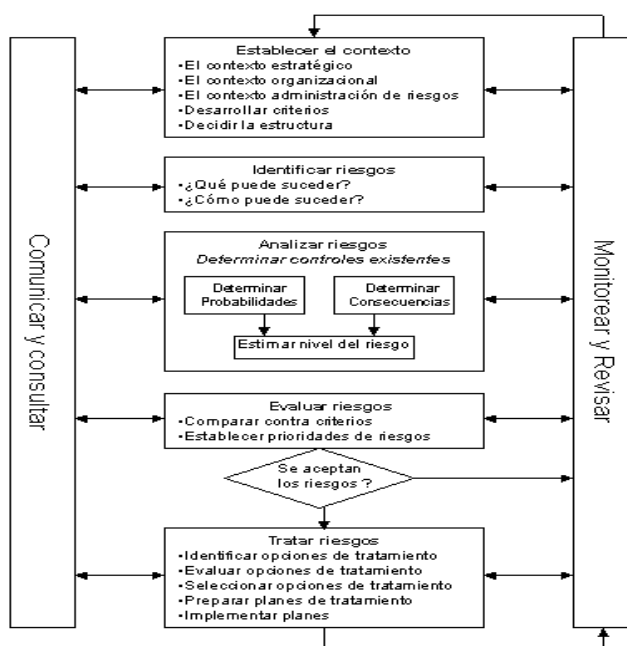 Establecer el contexto
•El contexto estratégico
•El contexto organizacional
•El contexto administración de riesgos
•Desarrollar criterios
•Decidir la estructura
Identificar riesgos
•¿Qué puede suceder?
•¿Cómo puede suceder?
Analizar riesgos
Determinar controles existentes
Determinar
Probabilidades
Determinar
Consecuencias
Estimar nivel del riesgo
Evaluar riesgos
•Comparar contra criterios
•Establecer prioridades de riesgos
Se aceptan
los riesgos ?
Tratar riesgos
•Identificar opciones de tratamiento
•Evaluar opciones de tratamiento
•Seleccionar opciones de tratamiento
•Preparar planes de tratamiento
•Implementar planes
Comunicar y consultar
Monitorear y Revisar